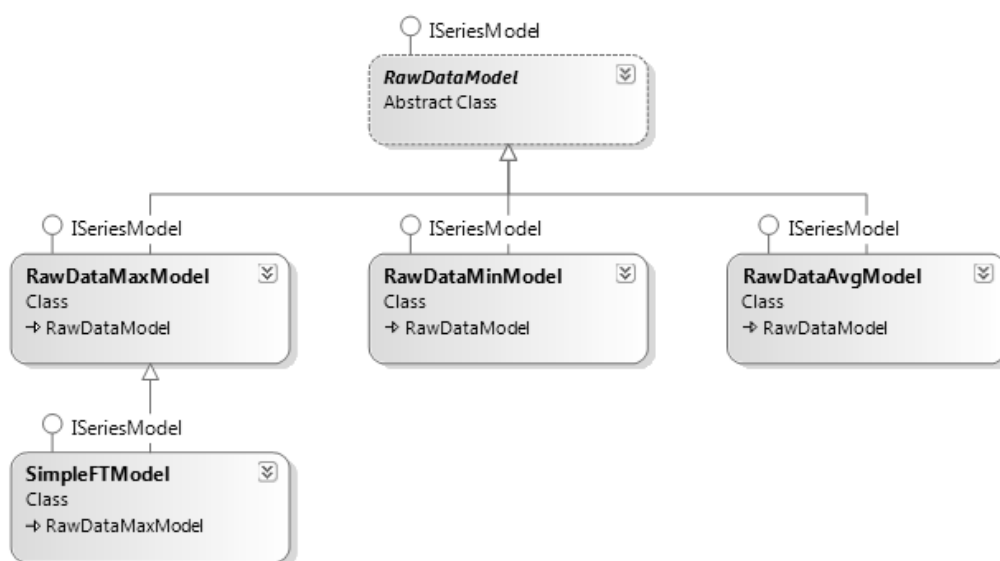 ISeriesModel
RawDataModel
Abstract Class
ISeriesModel
ISeriesModel
ISeriesModel
RawDataMaxModel
Class
RawDataModel
RawDataMinModel
Class
RawDataModel
RawDataAvgModel
Class
RawDataModel
ISeriesModel
SimpleFTModel
Class
RawDataMaxModel